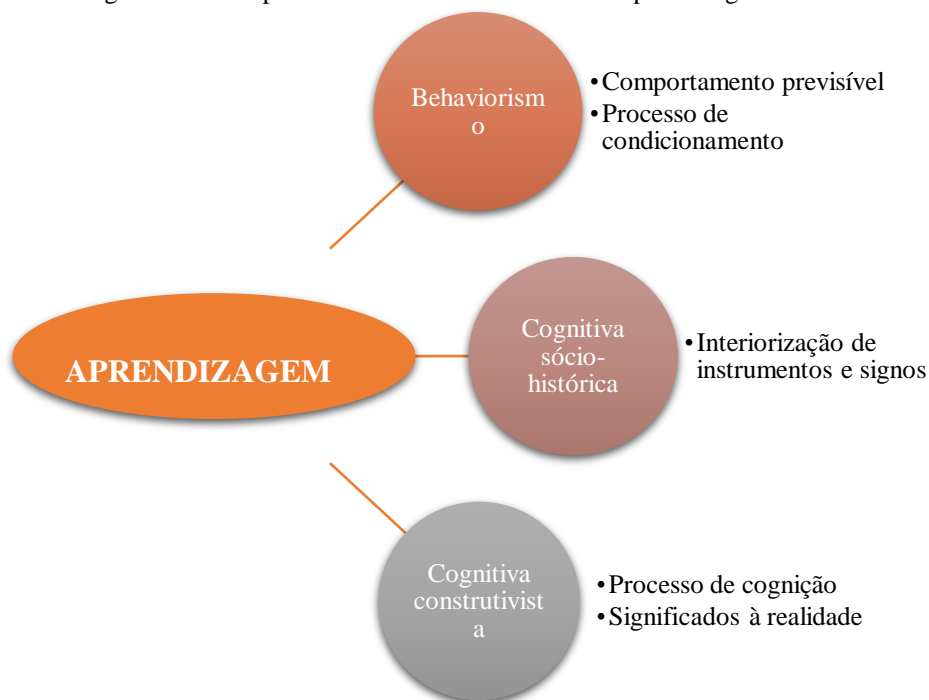 Behaviorism
o
•Comportamento previsível
•Processo de
condicionamento
APRENDIZAGEM
Cognitiva
sócio-
histórica
•Interiorização de
instrumentos e signos
Cognitiva
construtivist
a
•Processo de cognição
•Significados à realidade